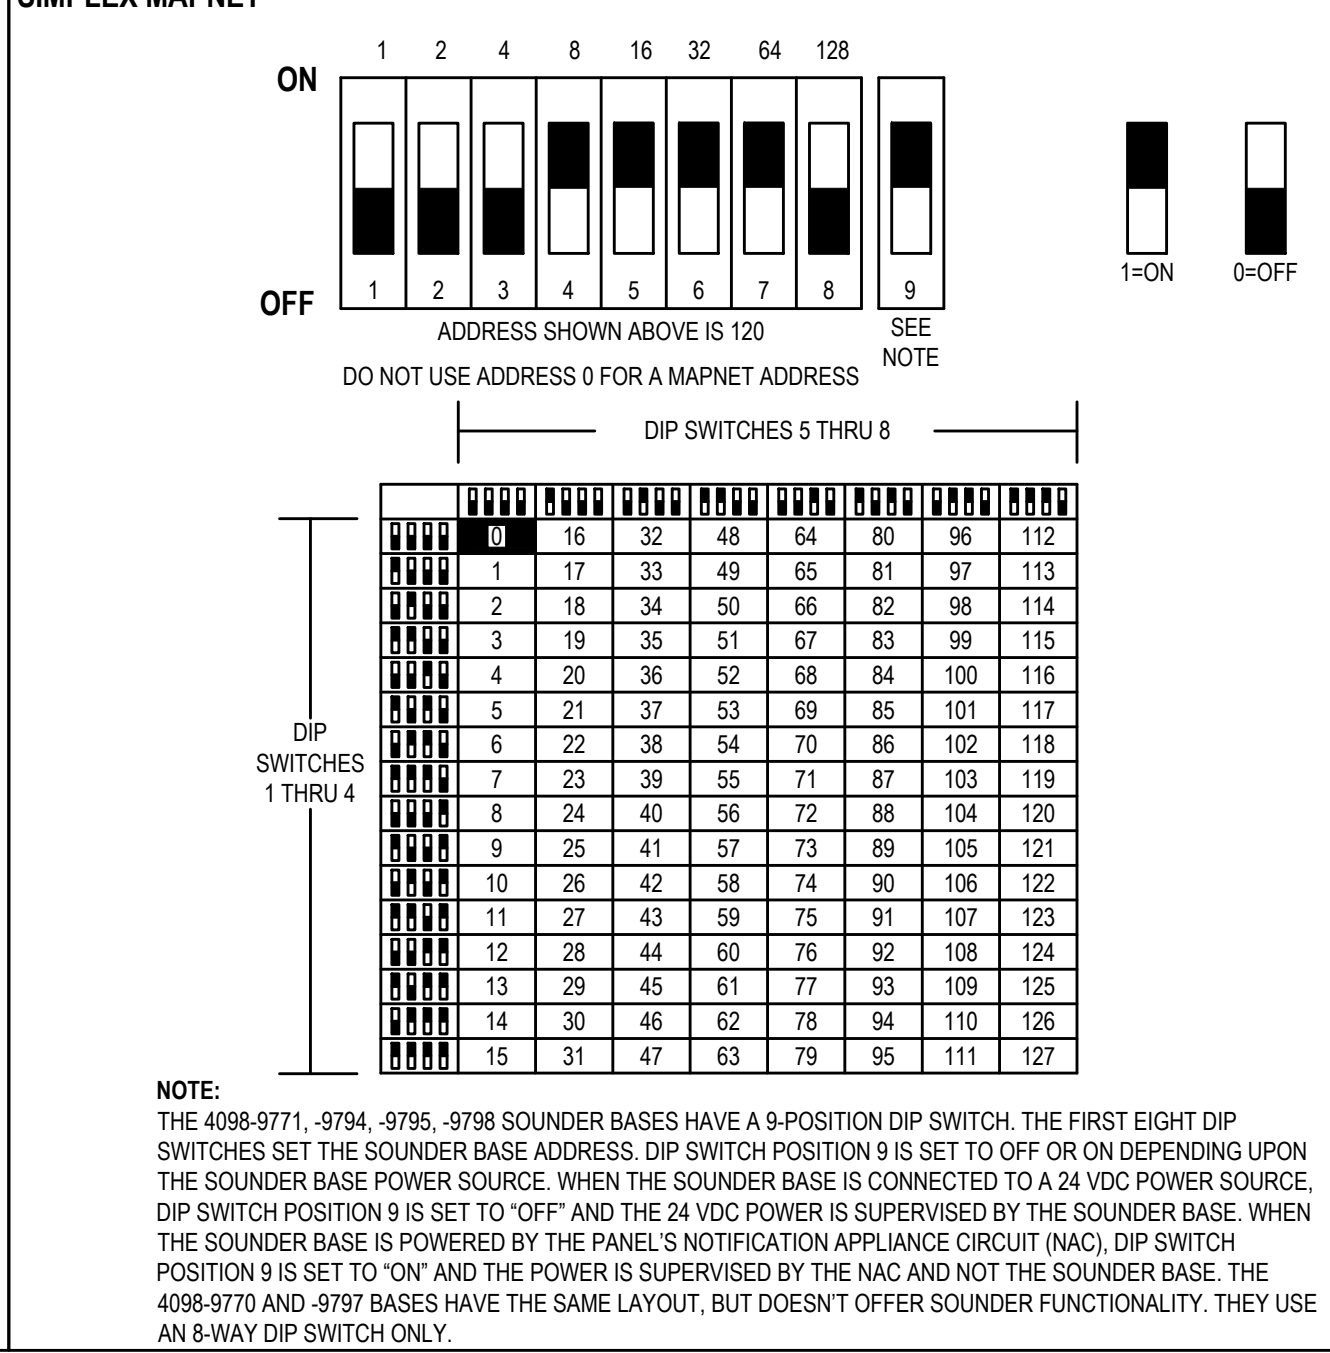 SIMPLEX MAPNET
1 2 4 8 16 32 64 128
ON
1=ON 0=OFF
OFF 1 2 3 4 5 6 7 8 9
ADDRESS SHOWN ABOVE IS 120
SEE
NOTE
DO NOT USE ADDRESS 0 FOR A MAPNET ADDRESS
DIP SWITCHES 5 THRU 8
0 16 32 48 64 80 96 112
1 17 33 49 65 81 97 113
2 18 34 50 66 82 98 114
3 19 35 51 67 83 99 115
4 20 36 52 68 84 100 116
5 21 37 53 69 85 101 117
6 22 38 54 70 86 102 118
7 23 39 55 71 87 103 119
8 24 40 56 72 88 104 120
9 25 41 57 73 89 105 121
10 26 42 58 74 90 106 122
11 27 43 59 75 91 107 123
12 28 44 60 76 92 108 124
13 29 45 61 77 93 109 125
14 30 46 62 78 94 110 126
15 31 47 63 79 95 111 127
DIP
SWITCHES
1 THRU 4
NOTE:
THE 4098-9771, -9794, -9795, -9798 SOUNDER BASES HAVE A 9-POSITION DIP SWITCH. THE FIRST EIGHT DIP
SWITCHES SET THE SOUNDER BASE ADDRESS. DIP SWITCH POSITION 9 IS SET TO OFF OR ON DEPENDING UPON
THE SOUNDER BASE POWER SOURCE. WHEN THE SOUNDER BASE IS CONNECTED TO A 24 VDC POWER SOURCE,
DIP SWITCH POSITION 9 IS SET TO “OFF” AND THE 24 VDC POWER IS SUPERVISED BY THE SOUNDER BASE. WHEN
THE SOUNDER BASE IS POWERED BY THE PANEL’S NOTIFICATION APPLIANCE CIRCUIT (NAC), DIP SWITCH
POSITION 9 IS SET TO “ON” AND THE POWER IS SUPERVISED BY THE NAC AND NOT THE SOUNDER BASE. THE
4098-9770 AND -9797 BASES HAVE THE SAME LAYOUT, BUT DOESN’T OFFER SOUNDER FUNCTIONALITY. THEY USE
AN 8-WAY DIP SWITCH ONLY.